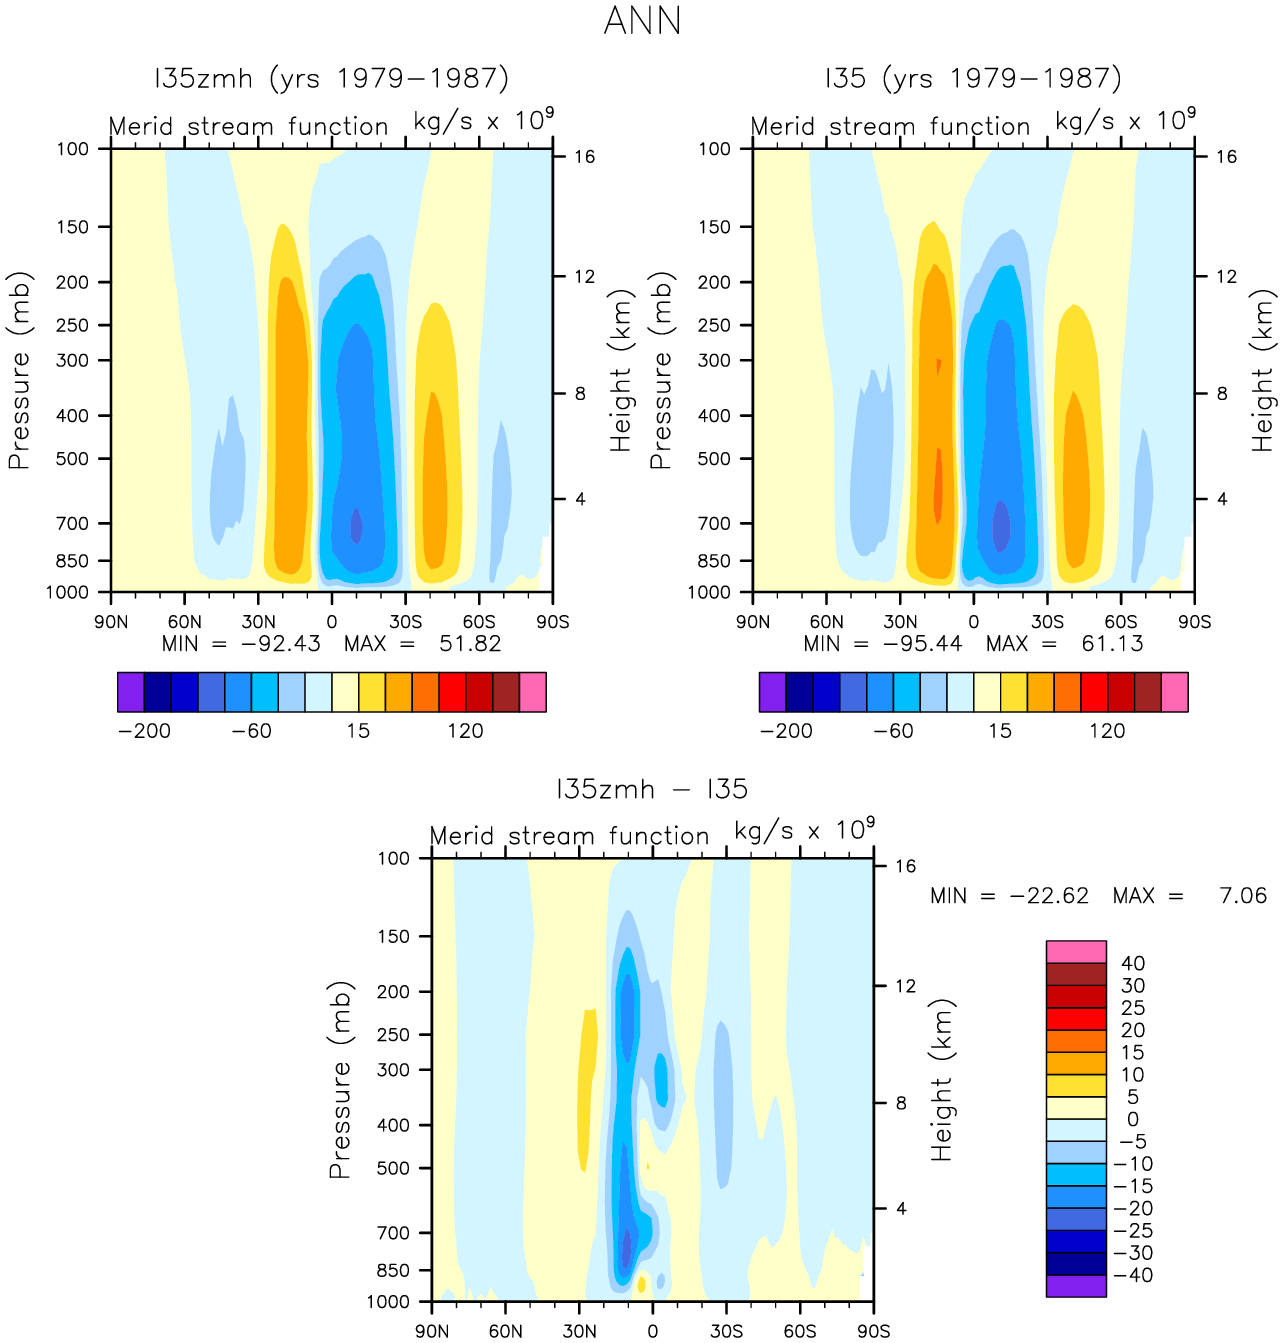 ANN
I35zmh (yrs 1979−1987)
Merid stream function kg/s x 10⁹
100
150
200
250
300
400
500
700
850
1000
Pressure (mb)
16
12
8
4
Height (km)
90N 60N 30N 0 30S 60S 90S
MIN = −92.43 MAX = 51.82
−200 −60 15 120
I35 (yrs 1979−1987)
Merid stream function kg/s x 10⁹
100
150
200
250
300
400
500
700
850
1000
Pressure (mb)
16
12
8
4
Height (km)
90N 60N 30N 0 30S 60S 90S
MIN = −95.44 MAX = 61.13
−200 −60 15 120
I35zmh − I35
Merid stream function kg/s x 10⁹
100
150
200
250
300
400
500
700
850
1000
Pressure (mb)
16
12
8
4
Height (km)
90N 60N 30N 0 30S 60S 90S
MIN = −22.62 MAX = 7.06
40
30
25
20
15
10
5
0
−5
−10
−15
−20
−25
−30
−40